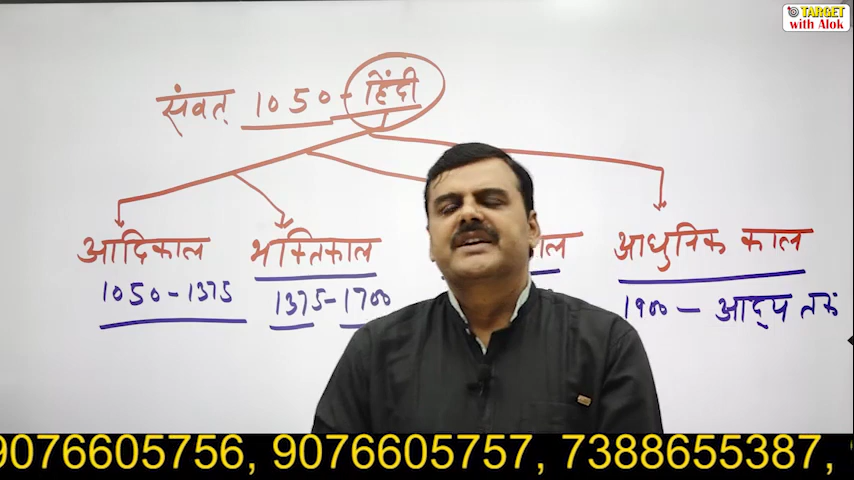 TARGET
with Alok
संवत् 1050 - हिंदी
आदिकाल भक्तिकाल काल आधुनिक काल
1050 - 1375 1375 - 1700 1900 - आद्य तक
9076605756, 9076605757, 7388655387,